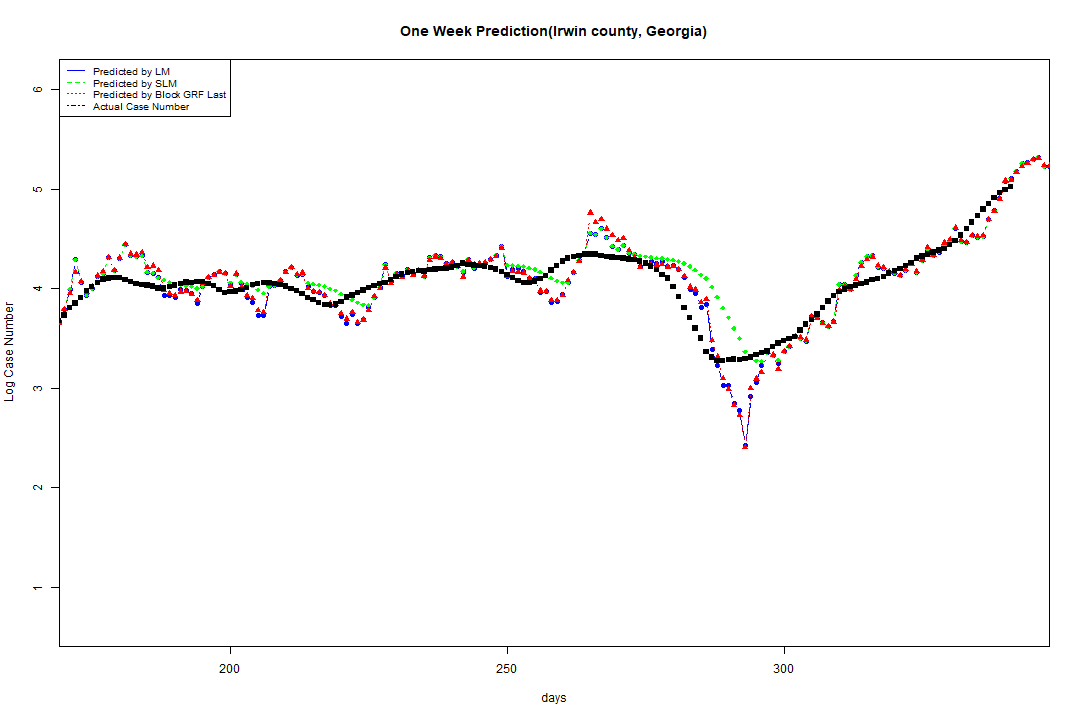 One Week Prediction(Irwin county, Georgia)
Predicted by LM
Predicted by SLM
Predicted by Block GRF Last
Actual Case Number
6
5
4
3
2
1
Log Case Number
200
250
300
days